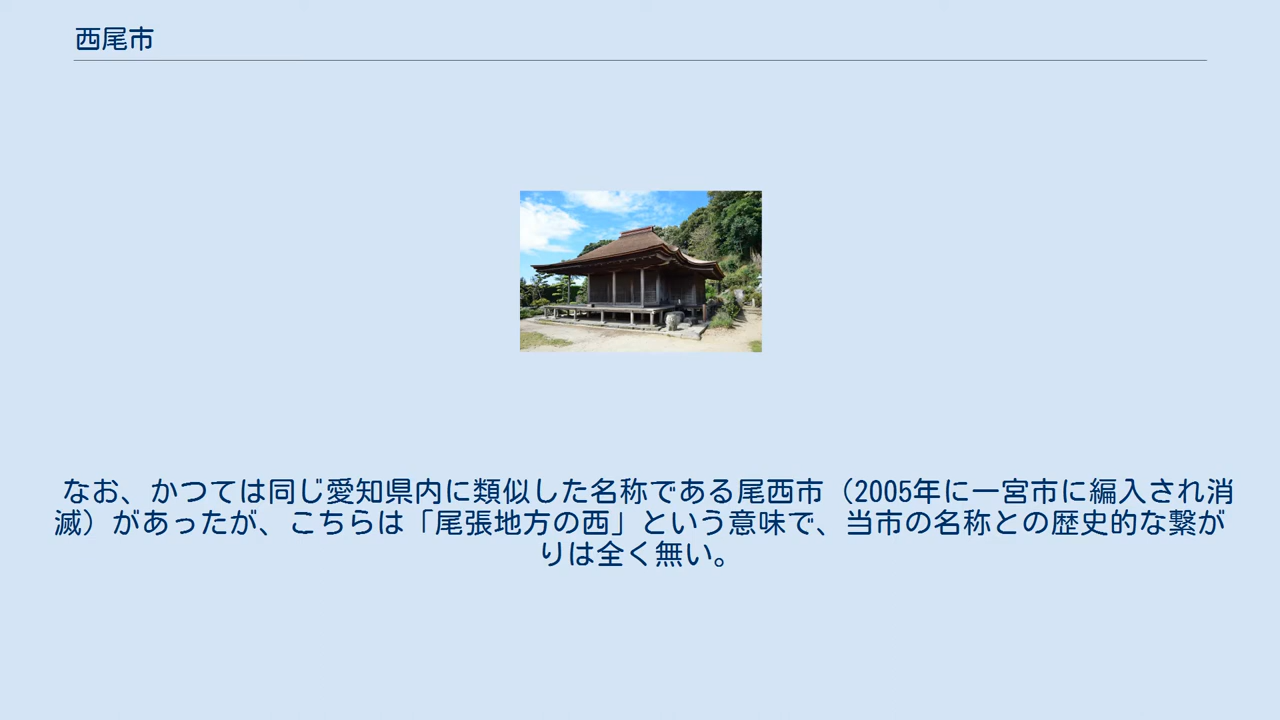 西尾市
なお、かつては同じ愛知県内に類似した名称である尾西市（2005年に一宮市に編入され消
滅）があったが、こちらは「尾張地方の西」という意味で、当市の名称との歴史的な繋が
りは全く無い。